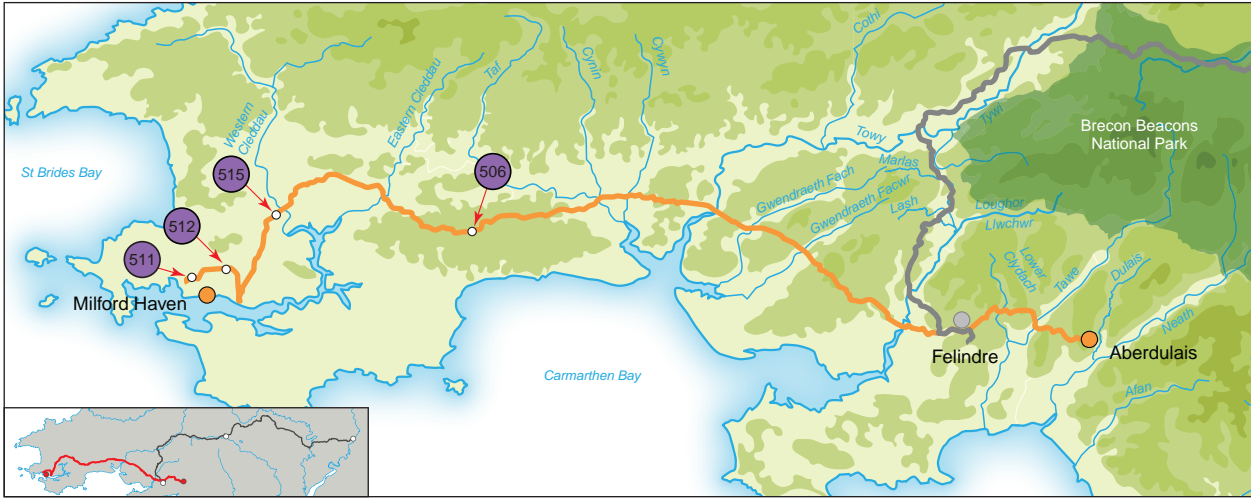 Cothi
Western
Cleddau
Eastern Cleddau
Taf
Cynin
Cywyn
Towy
Tywi
Brecon Beacons
National Park
St Brides Bay
515
506
Marlas
Gwendraeth Fach
Gwendraeth Facwr
Lash
Loughor
Llwchwr
512
511
Lower
Clydach
Tawe
Dulais
Neath
Milford Haven
Felindre
Aberdulais
Carmarthen Bay
Afan